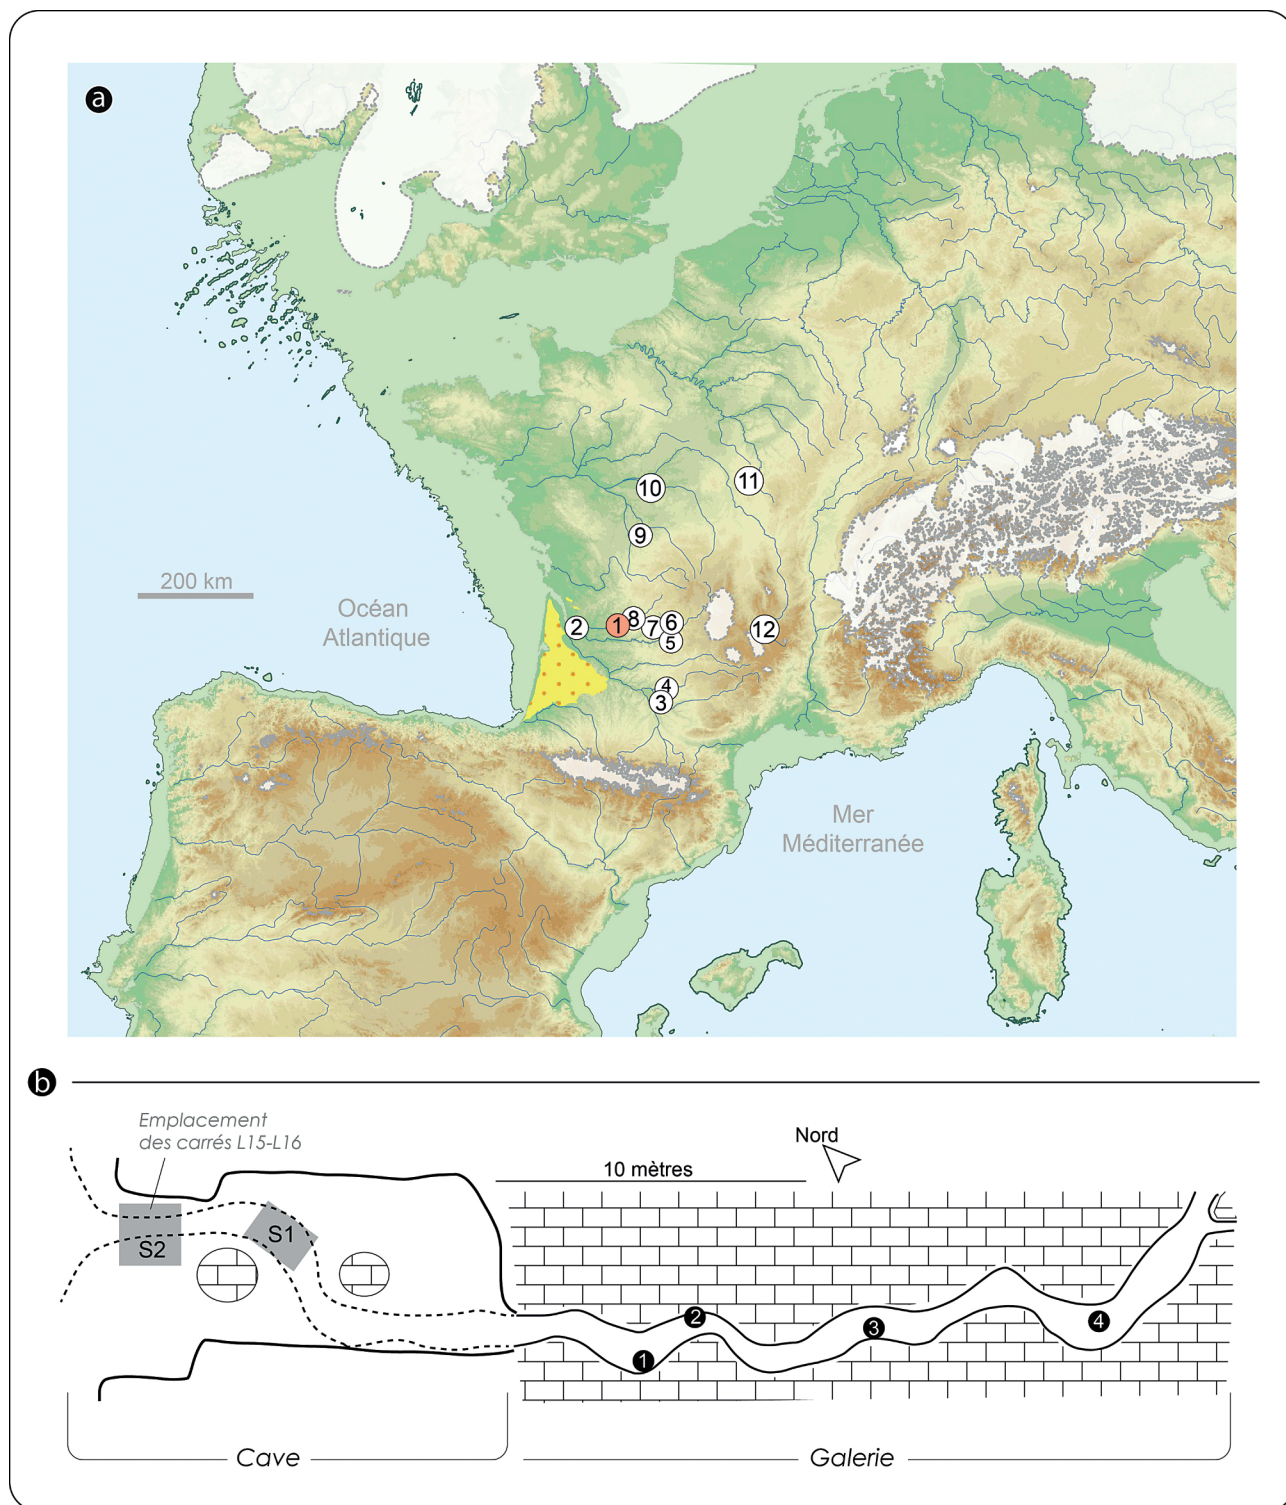 a
10
11
9
200 km
Océan
Atlantique
2
1
8
7
6
5
12
4
3
Mer
Méditerranée
b
Emplacement
des carrés L15-L16
Nord
10 mètres
S2
S1
2
3
4
1
Cave
Galerie